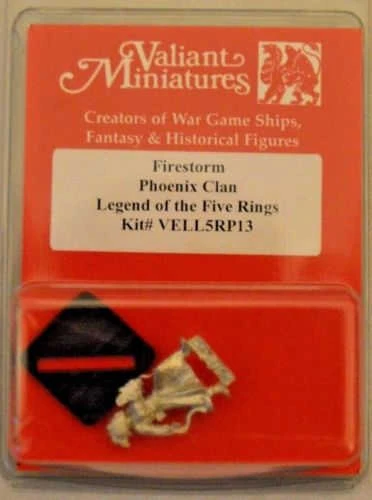 Valiant
Miniatures
Creators of War Game Ships,
Fantasy & Historical Figures
Firestorm
Phoenix Clan
Legend of the Five Rings
Kit# VELL5RP13